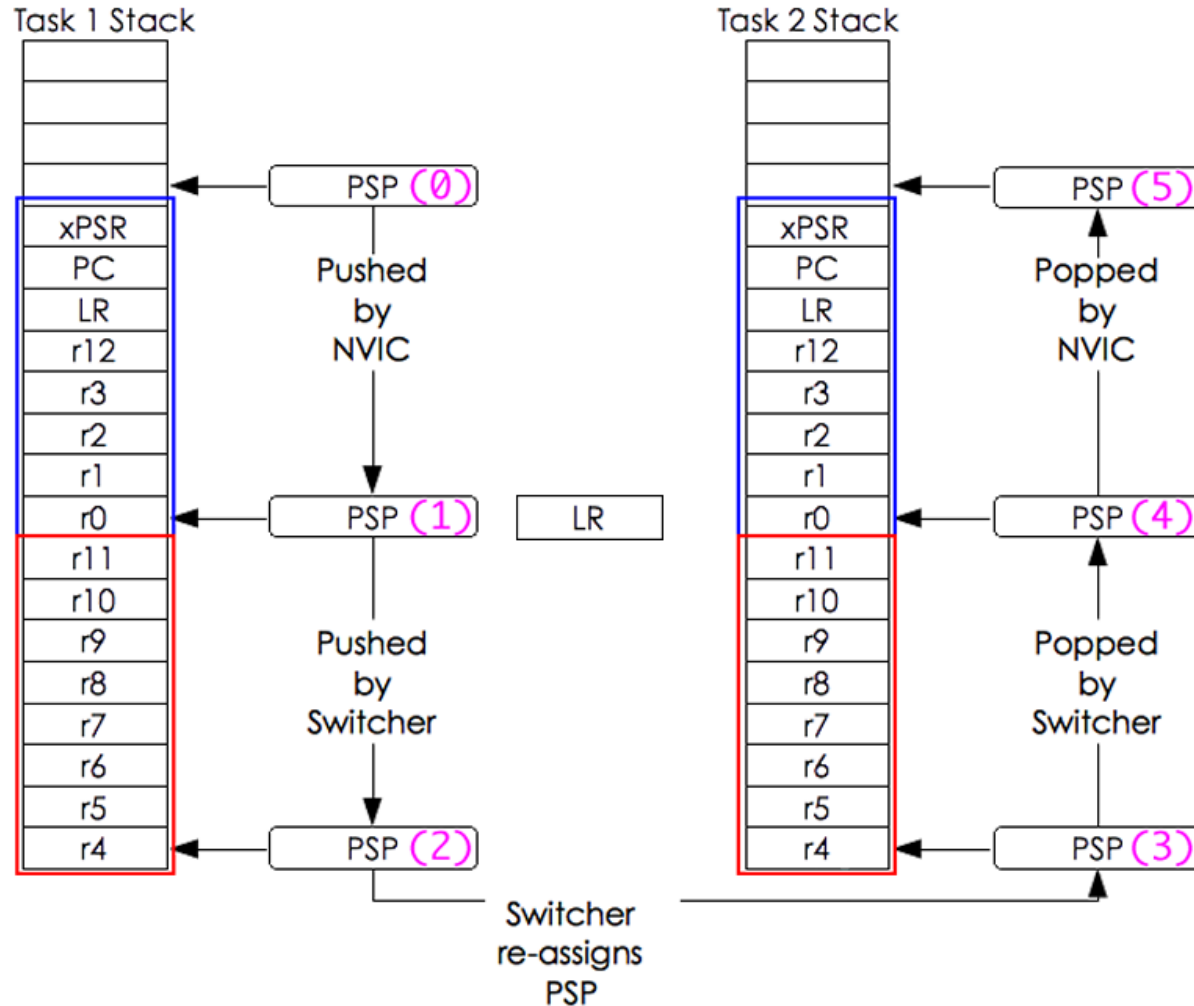 Task 1 Stack
Task 2 Stack
PSP (0)
PSP (5)
xPSR
PC
LR
r12
r3
r2
r1
r0
r11
r10
r9
r8
r7
r6
r5
r4
Pushed
by
NVIC
PSP (1)
LR
Pushed
by
Switcher
PSP (2)
Switcher
re-assigns
PSP
xPSR
PC
LR
r12
r3
r2
r1
r0
r11
r10
r9
r8
r7
r6
r5
r4
Popped
by
NVIC
PSP (4)
Popped
by
Switcher
PSP (3)